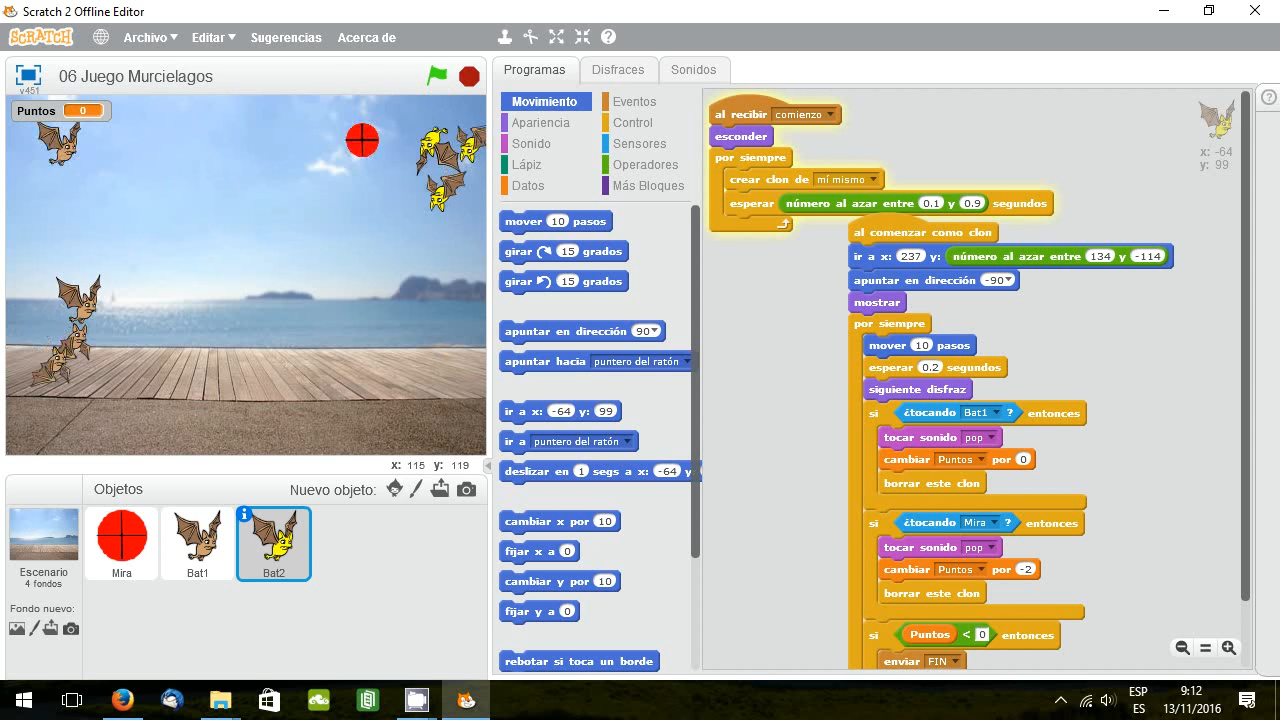 Scratch 2 Offline Editor
SCRATCH
Archivo
Editar
Sugerencias
Acerca de
v451
06 Juego Murcielagos
Puntos 0
x: 115 y: 119
Objetos
Nuevo objeto:
Escenario
4 fondos
Fondo nuevo:
Mira
Bat1
Bat2
Programas
Disfraces
Sonidos
Movimiento
Eventos
Apariencia
Control
Sonido
Sensores
Lápiz
Operadores
Datos
Más Bloques
mover 10 pasos
girar 15 grados
girar 15 grados
apuntar en dirección 90
apuntar hacia puntero del ratón
ir a x: -64 y: 99
ir a puntero del ratón
deslizar en 1 segs a x: -64 y
cambiar x por 10
fijar x a 0
cambiar y por 10
fijar y a 0
rebotar si toca un borde
al recibir comienzo
esconder
por siempre
crear clon de mí mismo
esperar número al azar entre 0.1 y 0.9 segundos
al comenzar como clon
ir a x: 237 y: número al azar entre 134 y -114
apuntar en dirección -90
mostrar
por siempre
mover 10 pasos
esperar 0.2 segundos
siguiente disfraz
si ¿tocando Bat1 ? entonces
tocar sonido pop
cambiar Puntos por 0
borrar este clon
si ¿tocando Mira ? entonces
tocar sonido pop
cambiar Puntos por -2
borrar este clon
si Puntos < 0 entonces
enviar FIN
x: -64
y: 99
ESP
ES
9:12
13/11/2016